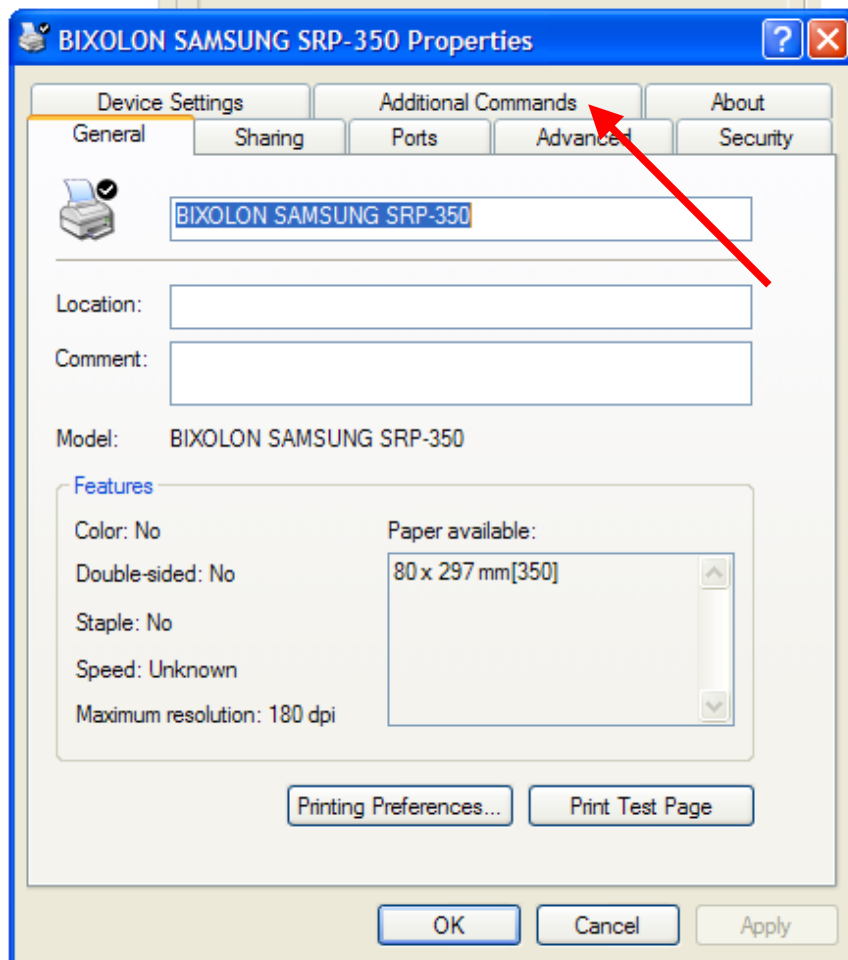 BIXOLON SAMSUNG SRP-350 Properties
Device Settings Additional Commands About
General Sharing Ports Advanced Security
BIXOLON SAMSUNG SRP-350
Location:
Comment:
Model: BIXOLON SAMSUNG SRP-350
Features
Color: No Paper available:
80 x 297 mm[350]
Double-sided: No
Staple: No
Speed: Unknown
Maximum resolution: 180 dpi
Printing Preferences... Print Test Page
OK Cancel Apply